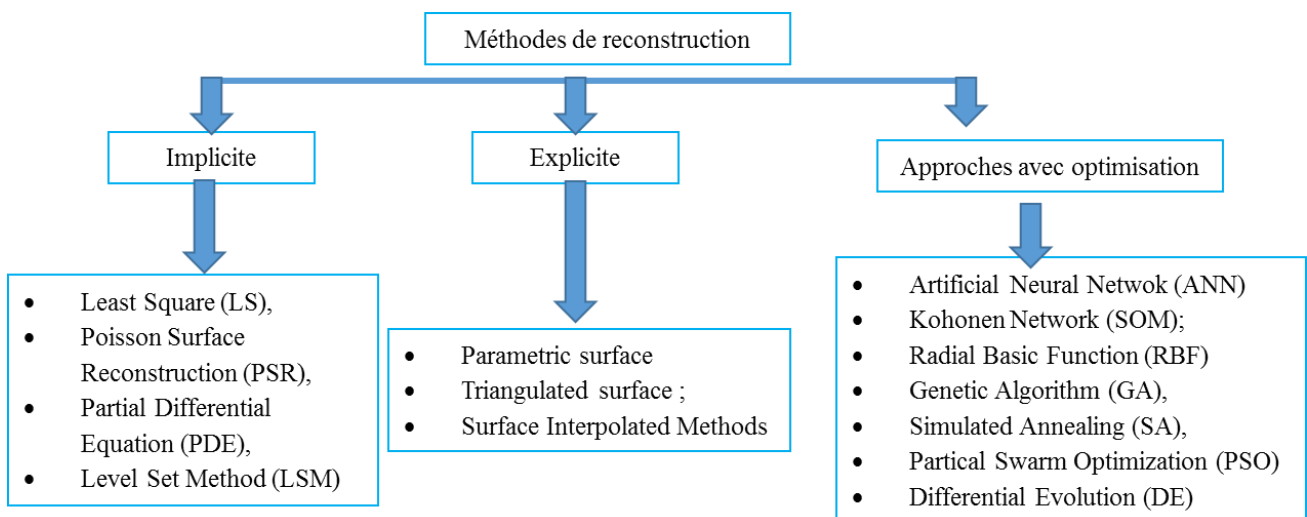 Méthodes de reconstruction
Implicite
Explicite
Approches avec optimisation
• Least Square (LS),
• Poisson Surface
Reconstruction (PSR),
• Partial Differential
Equation (PDE),
• Level Set Method (LSM)
• Parametric surface
• Triangulated surface ;
• Surface Interpolated Methods
• Artificial Neural Netwok (ANN)
• Kohonen Network (SOM);
• Radial Basic Function (RBF)
• Genetic Algorithm (GA),
• Simulated Annealing (SA),
• Partical Swarm Optimization (PSO)
• Differential Evolution (DE)